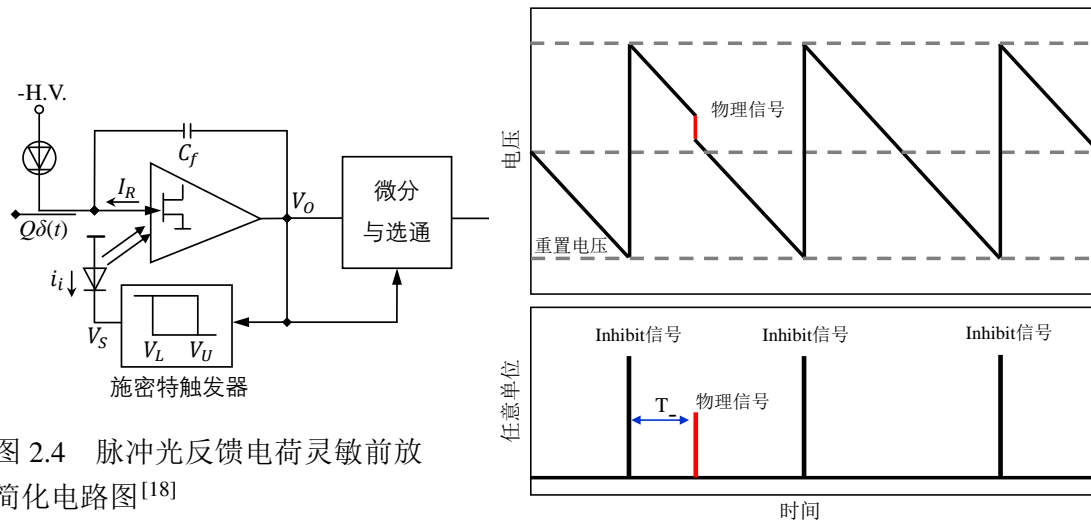 -H.V.
C_f
I_R
Qδ(t)
V_O
微分
与选通
i_i
V_S
V_L V_U
施密特触发器
图 2.4 脉冲光反馈电荷灵敏前放
简化电路图[18]
电压
物理信号
重置电压
Inhibit信号 Inhibit信号 Inhibit信号
任意单位
T_
物理信号
时间